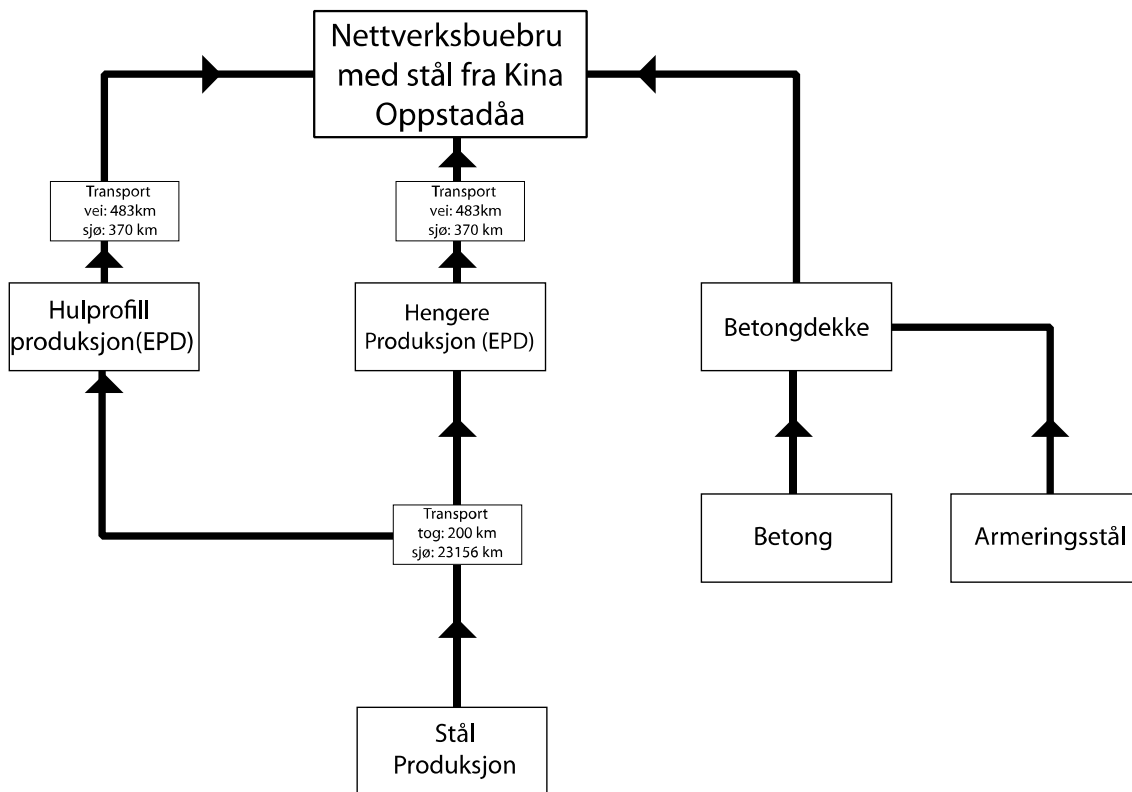 Nettverksbuebru
med stål fra Kina
Oppstadåa
Transport
vei: 483km
sjø: 370 km
Transport
vei: 483km
sjø: 370 km
Hulprofill
produksjon(EPD)
Hengere
Produksjon (EPD)
Betongdekke
Transport
tog: 200 km
sjø: 23156 km
Betong
Armeringsstål
Stål
Produksjon